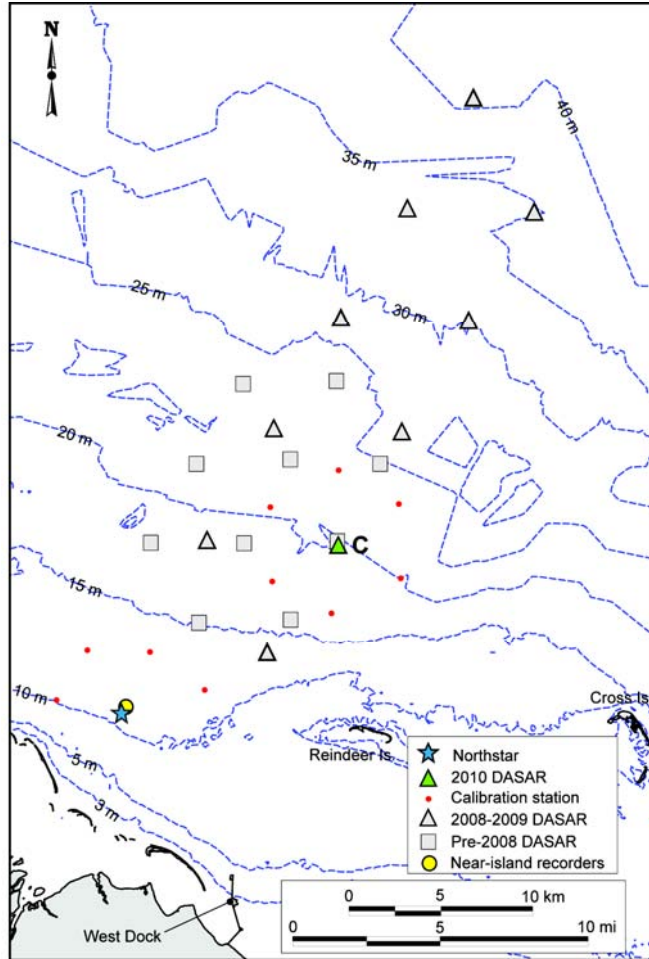 N
40 m
35 m
25 m
30 m
20 m
C
15 m
10 m
Cross Is
Reindeer Is.
5 m
3 m
Northstar
2010 DASAR
Calibration station
2008-2009 DASAR
Pre-2008 DASAR
Near-island recorders
West Dock
0 5 10 km
0 5 10 mi